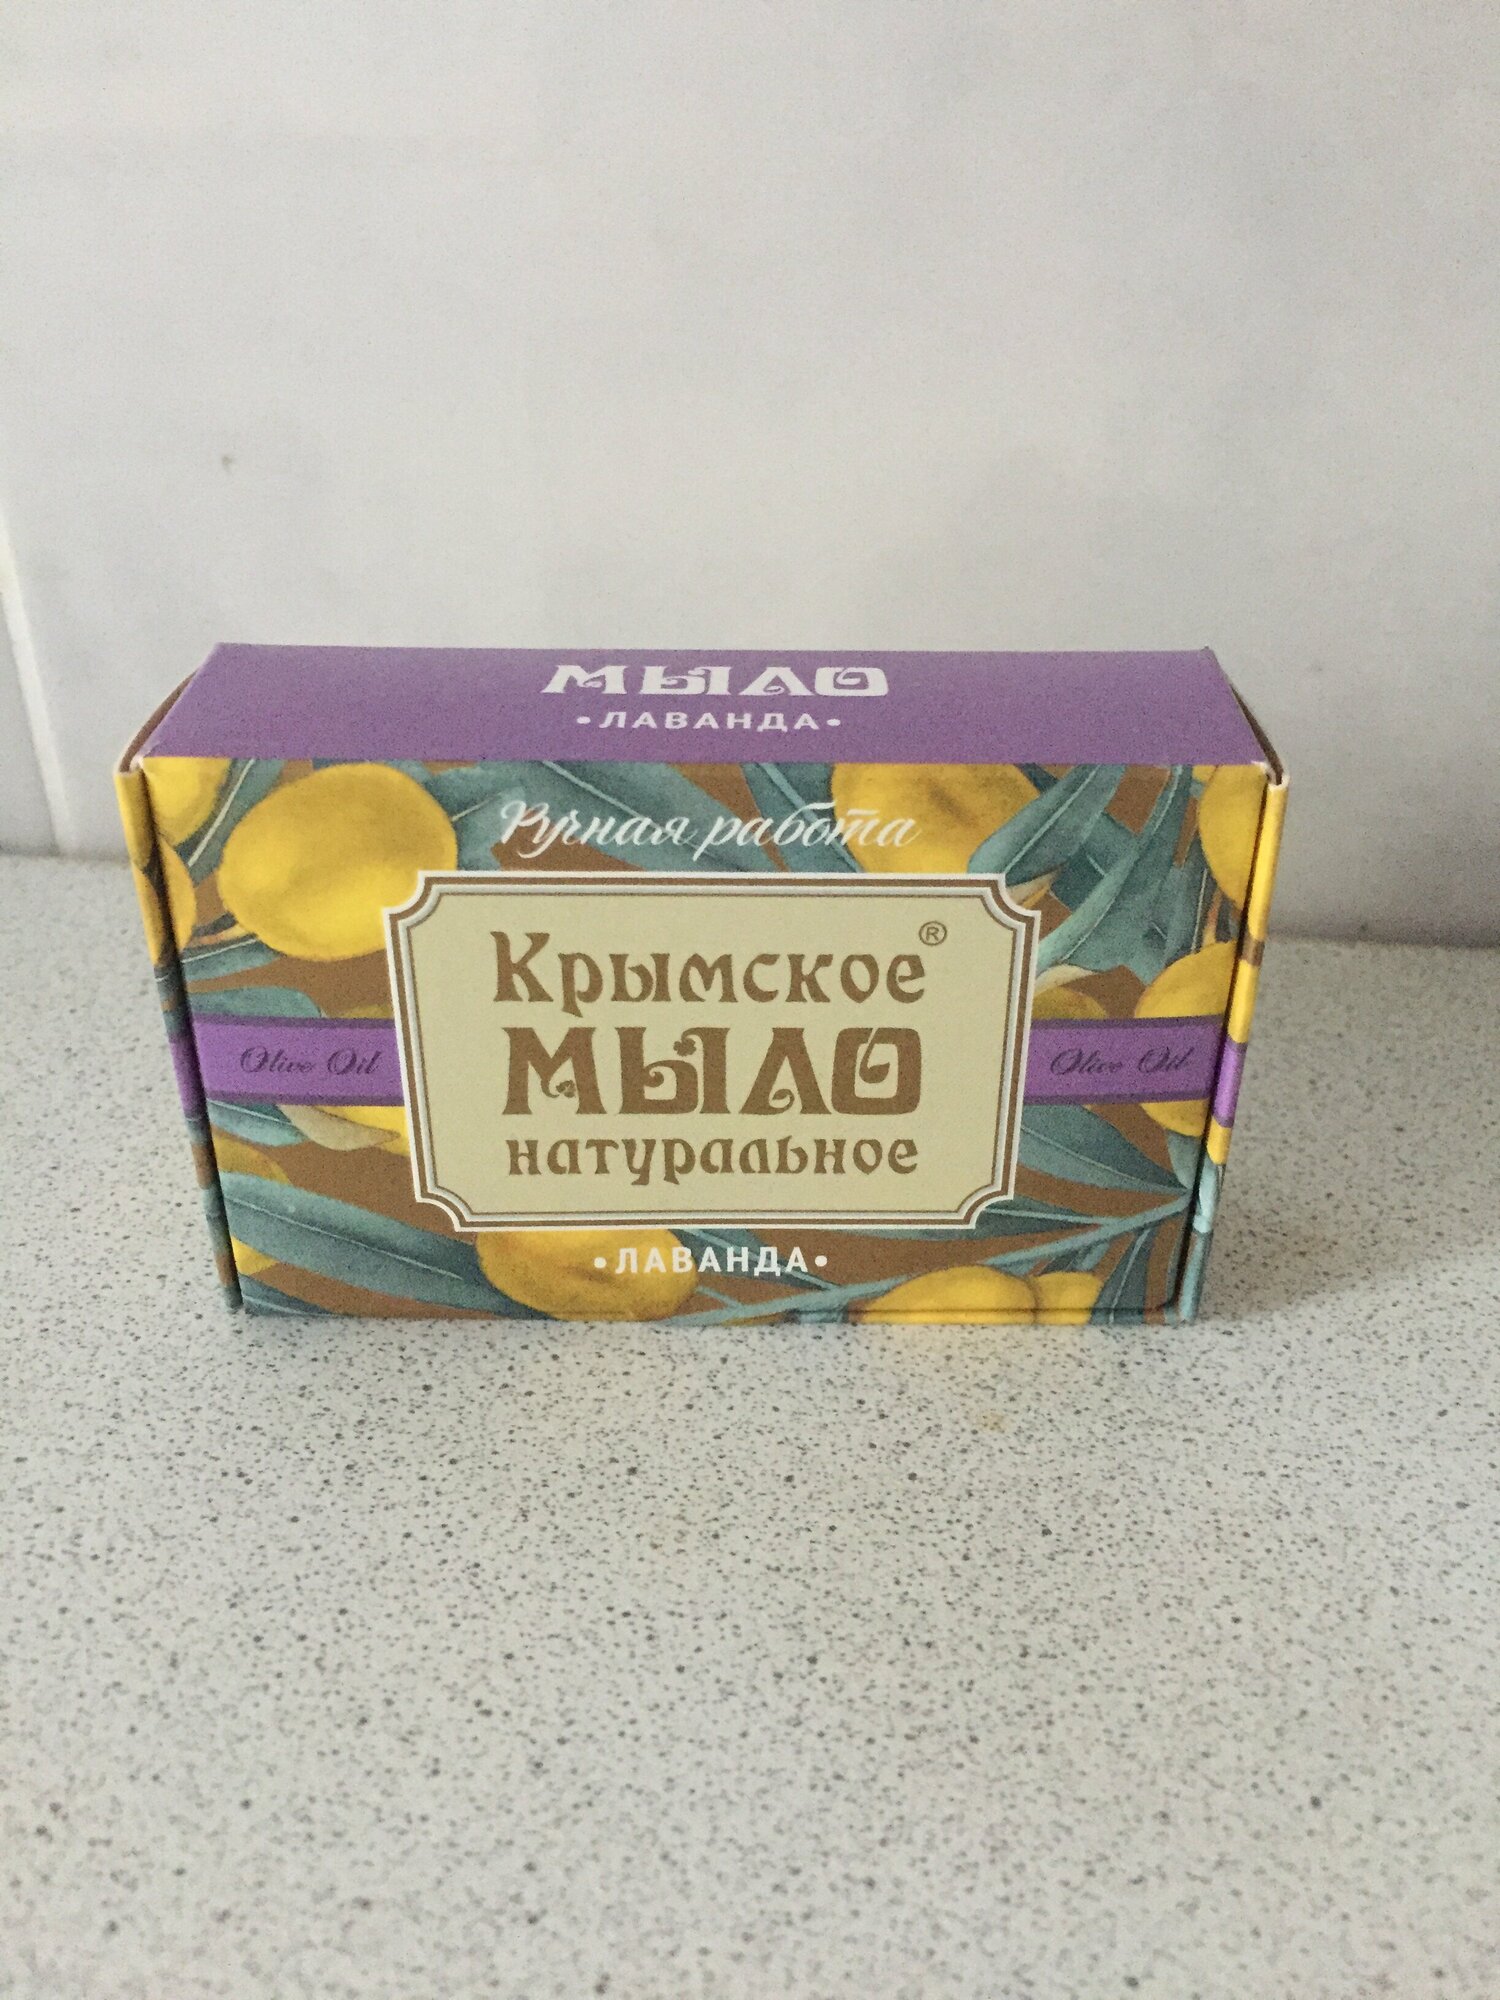 МЫЛО
•ЛАВАНДА•
Ручная работа
Крымское®
МЫЛО
натуральное
Olive Oil
Olive Oil
•ЛАВАНДА•